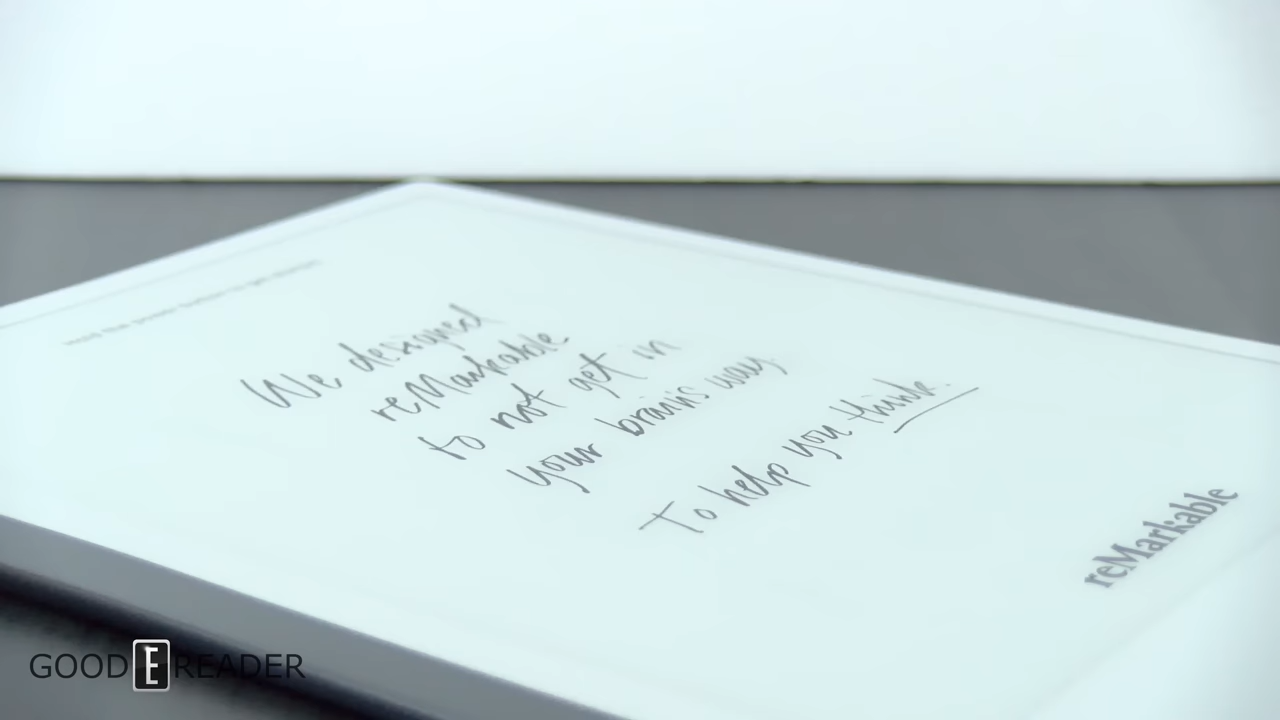 We designed
reMarkable
to not get in
your brain's way.
To help you think.
reMarkable
GOOD E READER